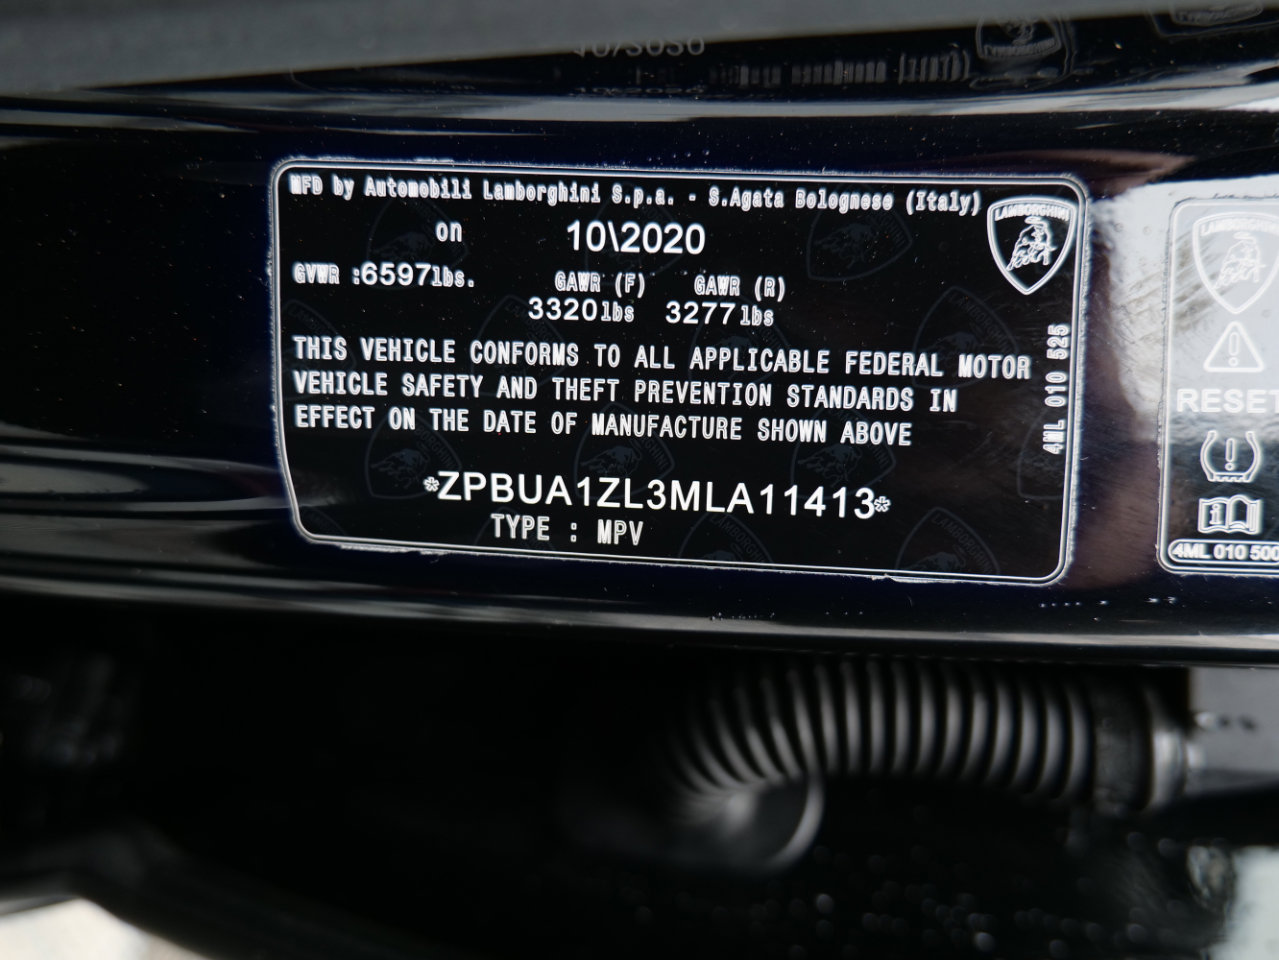 MFD by Automobili Lamborghini S.p.a. - S.Agata Bolognese (Italy)
on 10\2020
GVWR :6597lbs. GAWR (F) GAWR (R)
3320lbs 3277lbs
THIS VEHICLE CONFORMS TO ALL APPLICABLE FEDERAL MOTOR
VEHICLE SAFETY AND THEFT PREVENTION STANDARDS IN
EFFECT ON THE DATE OF MANUFACTURE SHOWN ABOVE
*ZPBUA1ZL3MLA11413*
TYPE : MPV
LAMBORGHINI
4ML 010 525
LAMBORGHINI
RESET
4ML 010 500